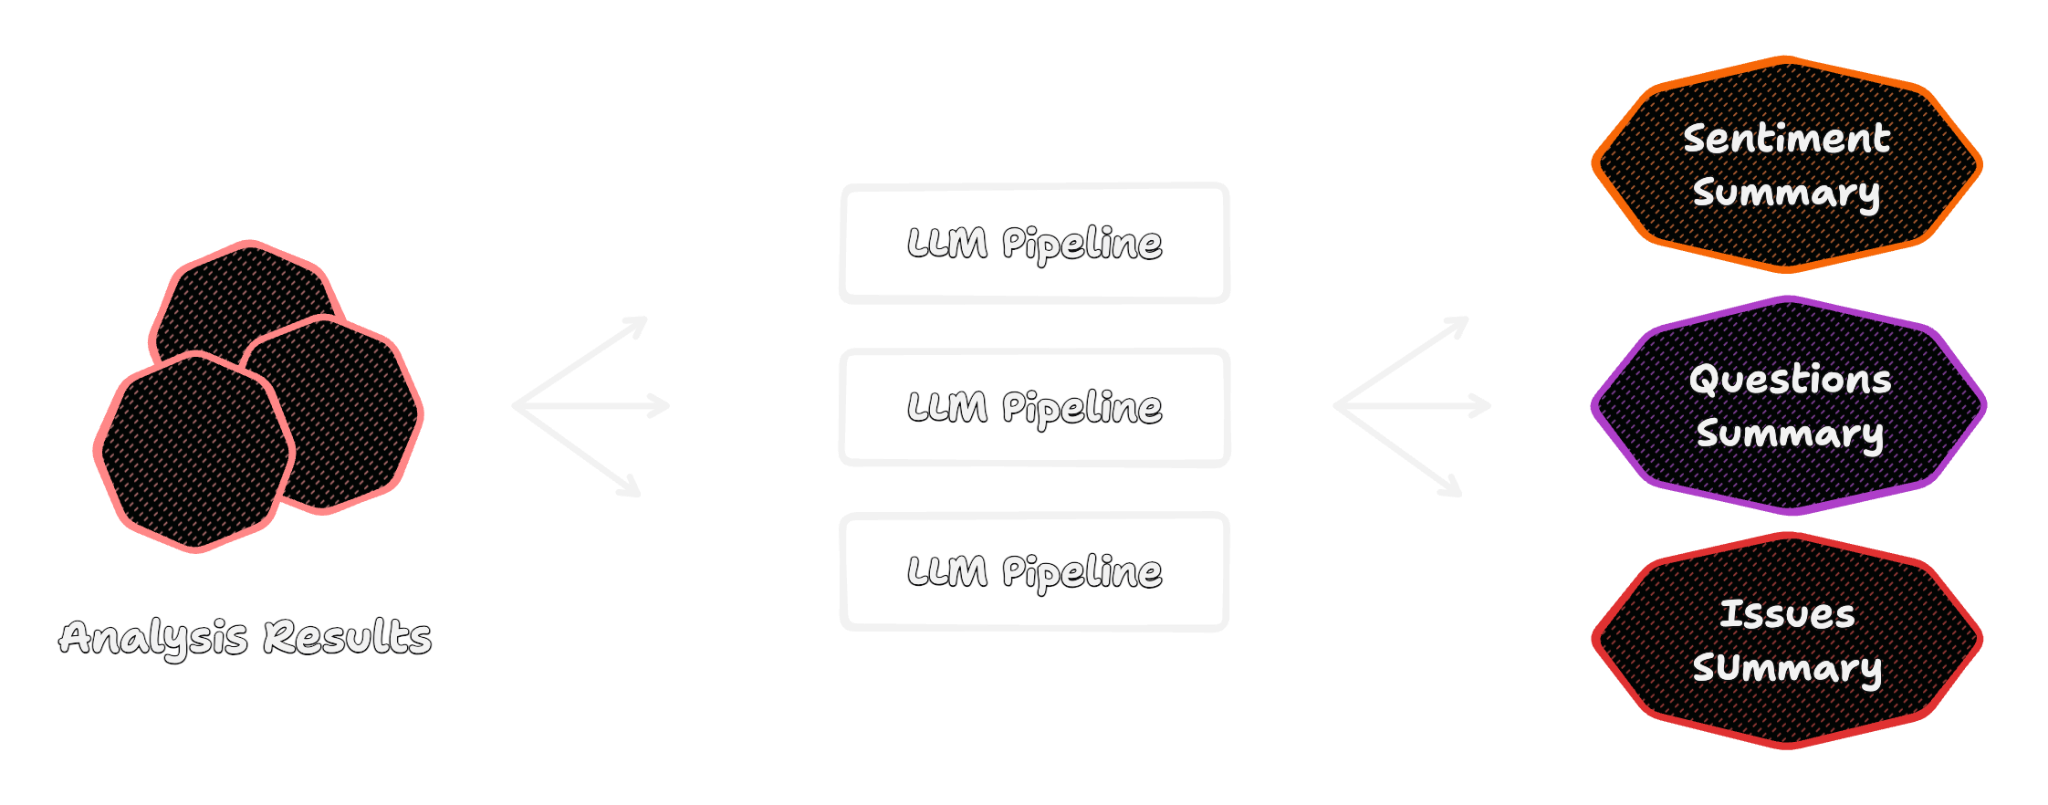 Analysis Results
LLM Pipeline
LLM Pipeline
LLM Pipeline
Sentiment
Summary
Questions
Summary
Issues
SUmmary